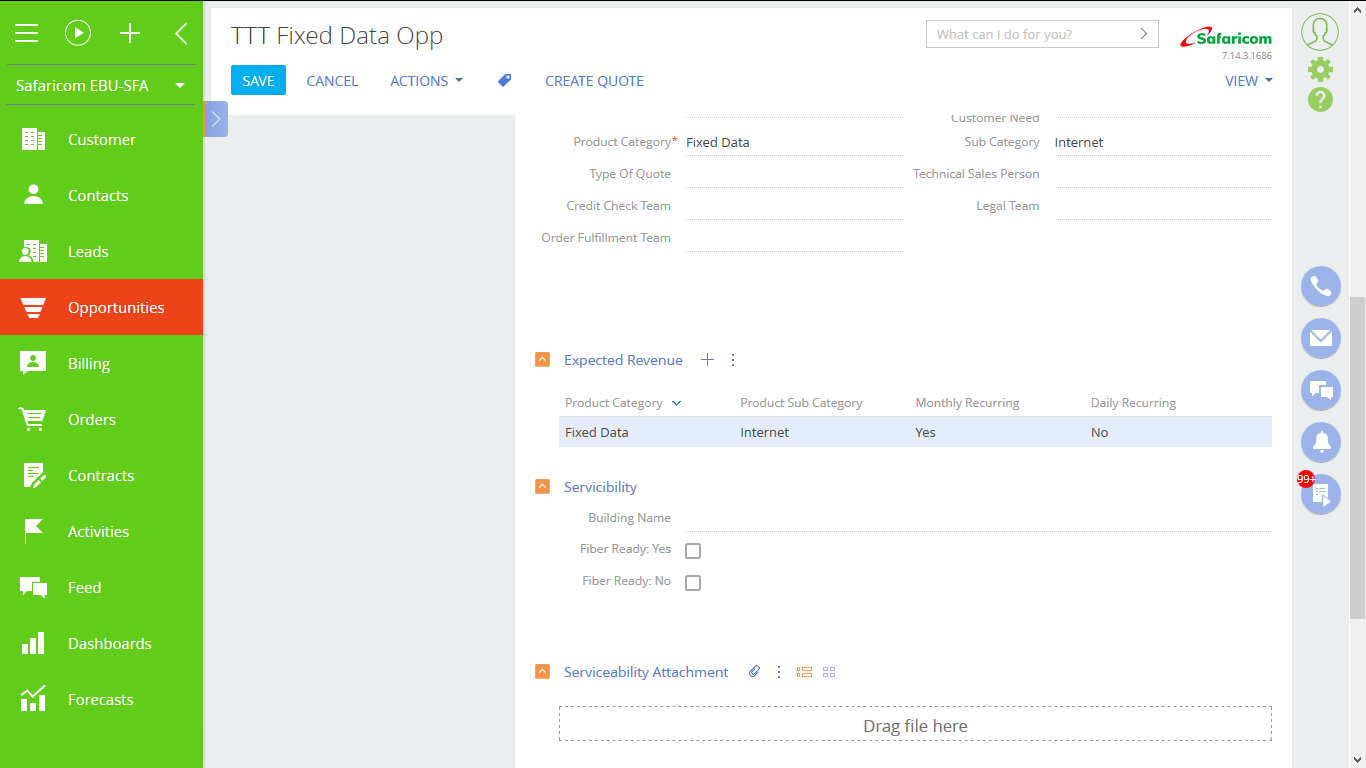 TTT Fixed Data Opp
What can I do for you?
Safaricom
7.14.3.1686
SAVE CANCEL ACTIONS CREATE QUOTE VIEW
Safaricom EBU-SFA
Customer
Contacts
Leads
Opportunities
Billing
Orders
Contracts
Activities
Feed
Dashboards
Forecasts
Customer Need
Product Category* Fixed Data Sub Category Internet
Type Of Quote Technical Sales Person
Credit Check Team Legal Team
Order Fulfillment Team
Expected Revenue
Product Category Product Sub Category Monthly Recurring Daily Recurring
Fixed Data Internet Yes No
Servicibility
Building Name
Fiber Ready: Yes
Fiber Ready: No
Serviceability Attachment
Drag file here
99+